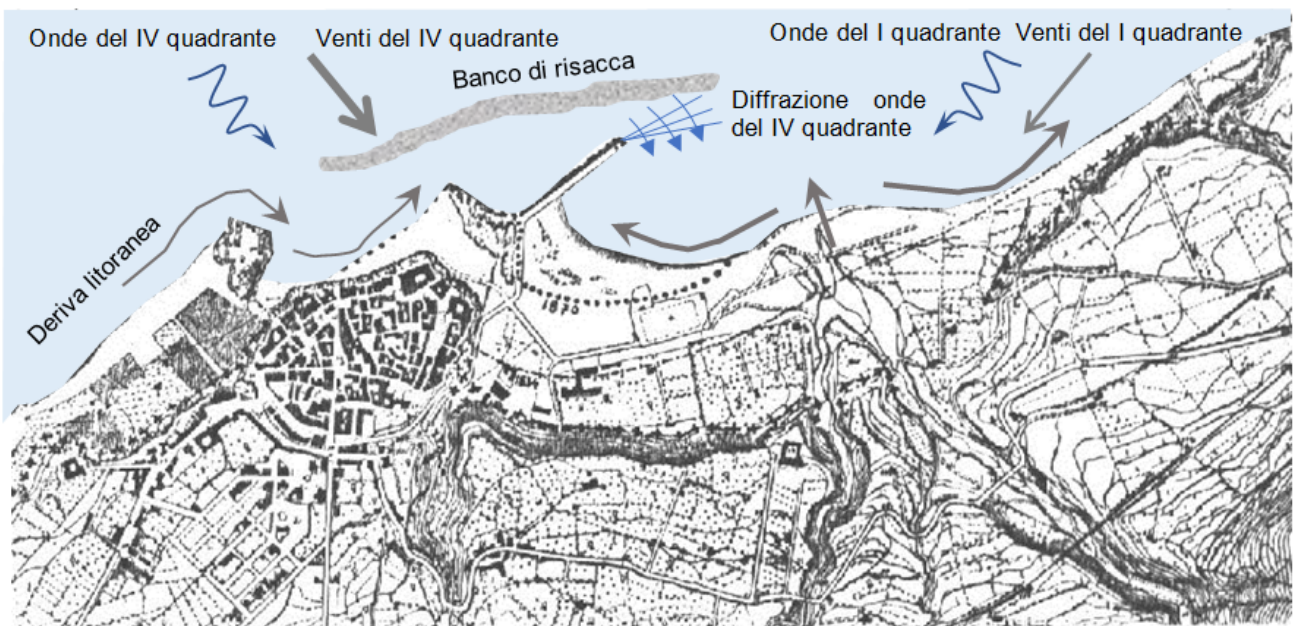 Onde del IV quadrante
Venti del IV quadrante
Onde del I quadrante
Venti del I quadrante
Banco di risacca
Diffrazione onde
del IV quadrante
Deriva litoranea
1876